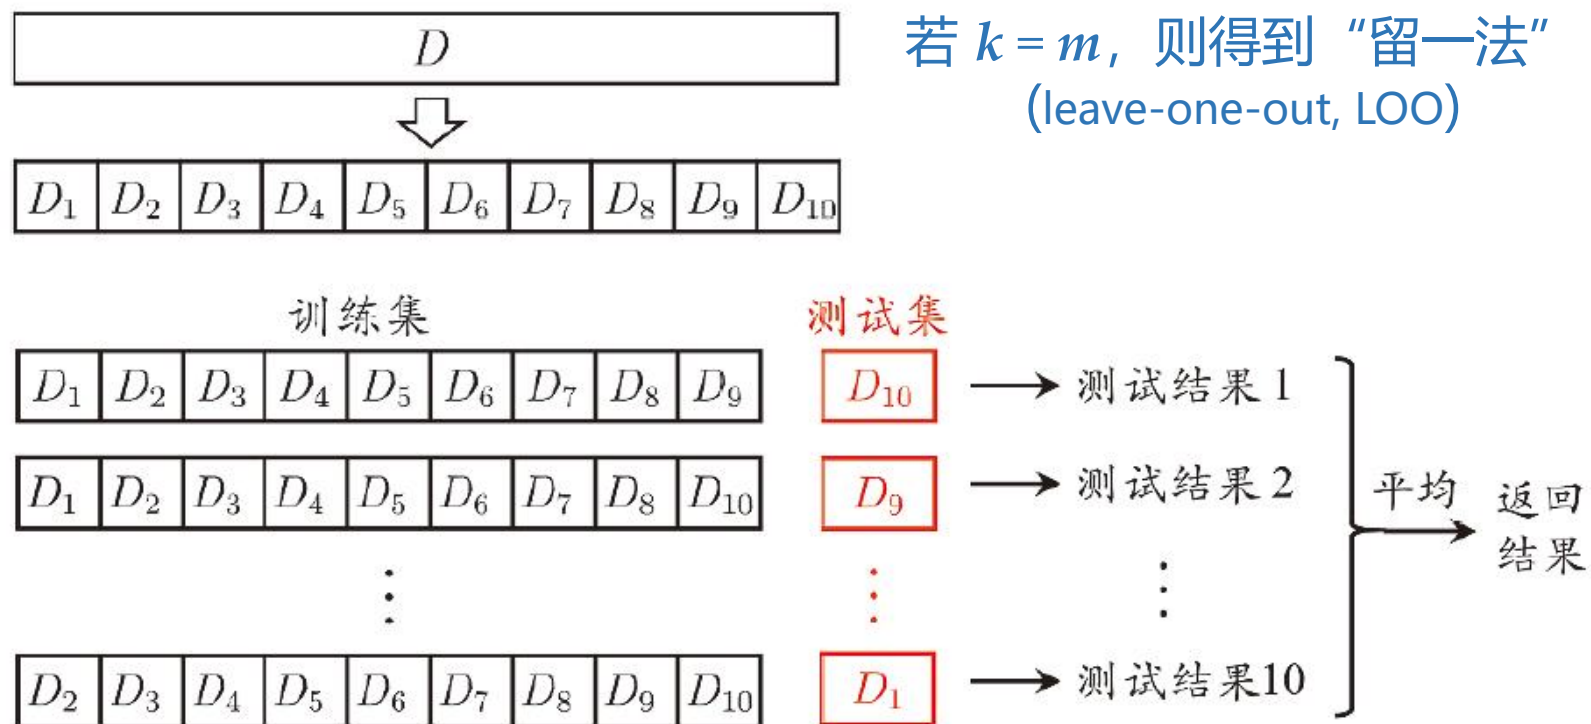 若 k = m，则得到“留一法”
(leave-one-out, LOO)
D
D₁ D₂ D₃ D₄ D₅ D₆ D₇ D₈ D₉ D₁₀
训练集 测试集
D₁ D₂ D₃ D₄ D₅ D₆ D₇ D₈ D₉ D₁₀ 测试结果 1
D₁ D₂ D₃ D₄ D₅ D₆ D₇ D₈ D₁₀ D₉ 测试结果 2
平均 返回
结果
D₂ D₃ D₄ D₅ D₆ D₇ D₈ D₉ D₁₀ D₁ 测试结果10